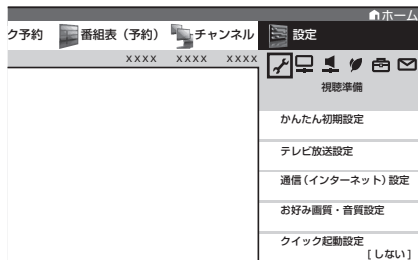 ホーム
ク予約 番組表（予約） チャンネル 設定
xxxx xxxx xxxx
視聴準備
かんたん初期設定
テレビ放送設定
通信（インターネット）設定
お好み画質・音質設定
クイック起動設定
［しない］